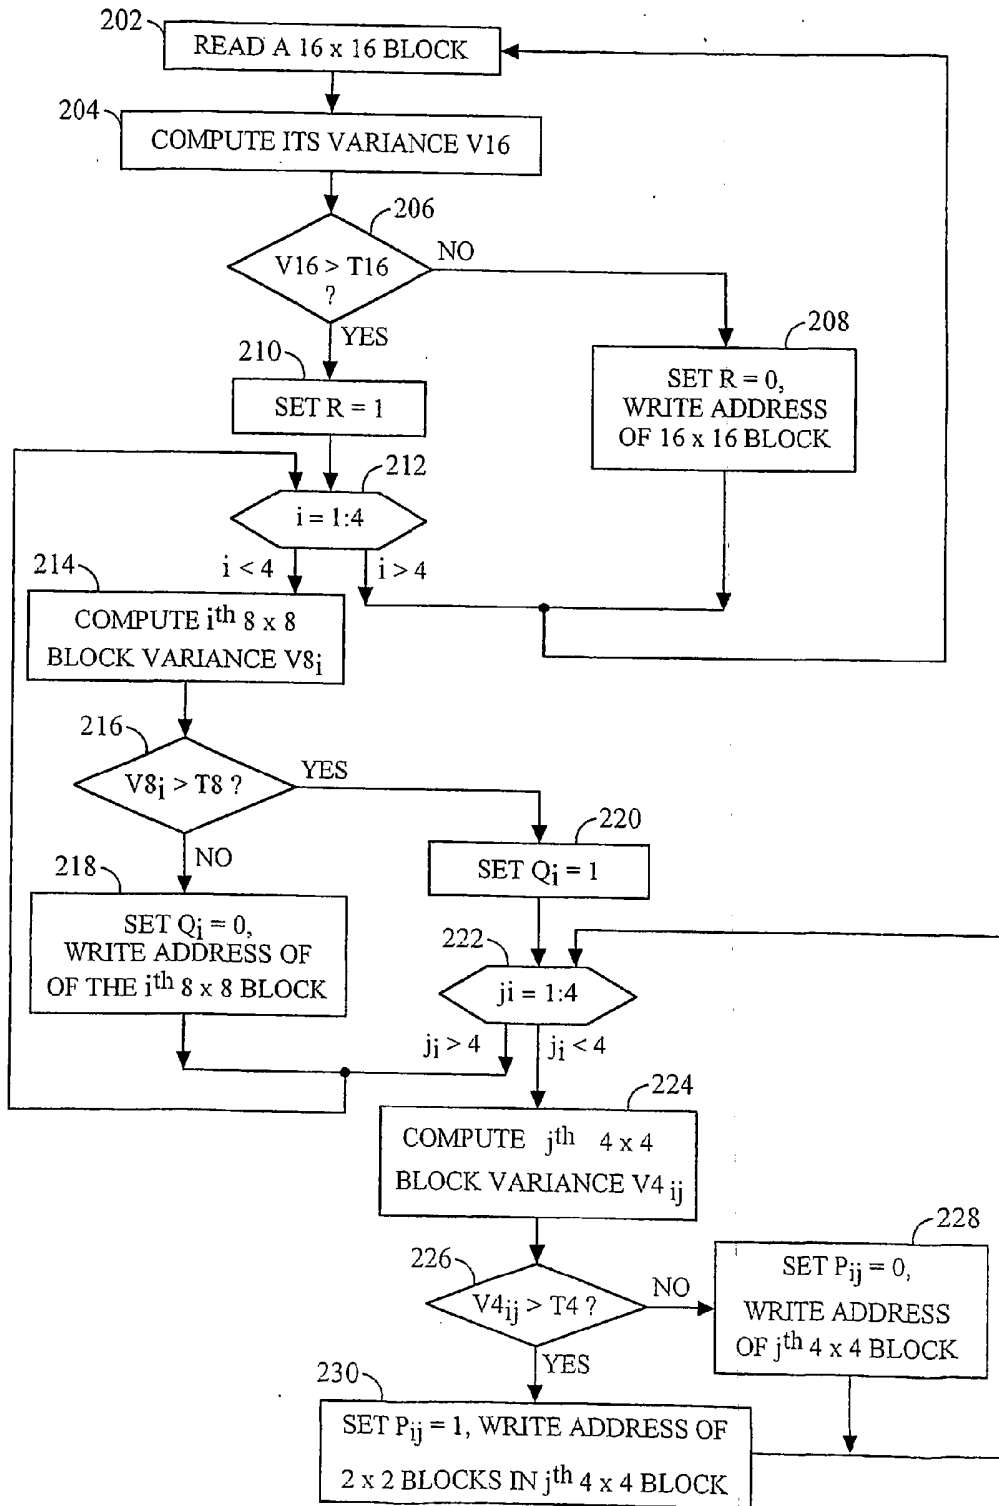 202
READ A 16 x 16 BLOCK
204
COMPUTE ITS VARIANCE V16
206
V16 > T16
?
NO
YES
208
SET R = 0,
WRITE ADDRESS
OF 16 x 16 BLOCK
210
SET R = 1
212
i = 1:4
i < 4
i > 4
214
COMPUTE ith 8 x 8
BLOCK VARIANCE V8i
216
V8i > T8 ?
YES
NO
218
SET Qi = 0,
WRITE ADDRESS OF
OF THE ith 8 x 8 BLOCK
220
SET Qi = 1
222
ji = 1:4
ji > 4
ji < 4
224
COMPUTE jth 4 x 4
BLOCK VARIANCE V4 ij
226
V4ij > T4 ?
NO
YES
228
SET Pij = 0,
WRITE ADDRESS
OF jth 4 x 4 BLOCK
230
SET Pij = 1, WRITE ADDRESS OF
2 x 2 BLOCKS IN jth 4 x 4 BLOCK